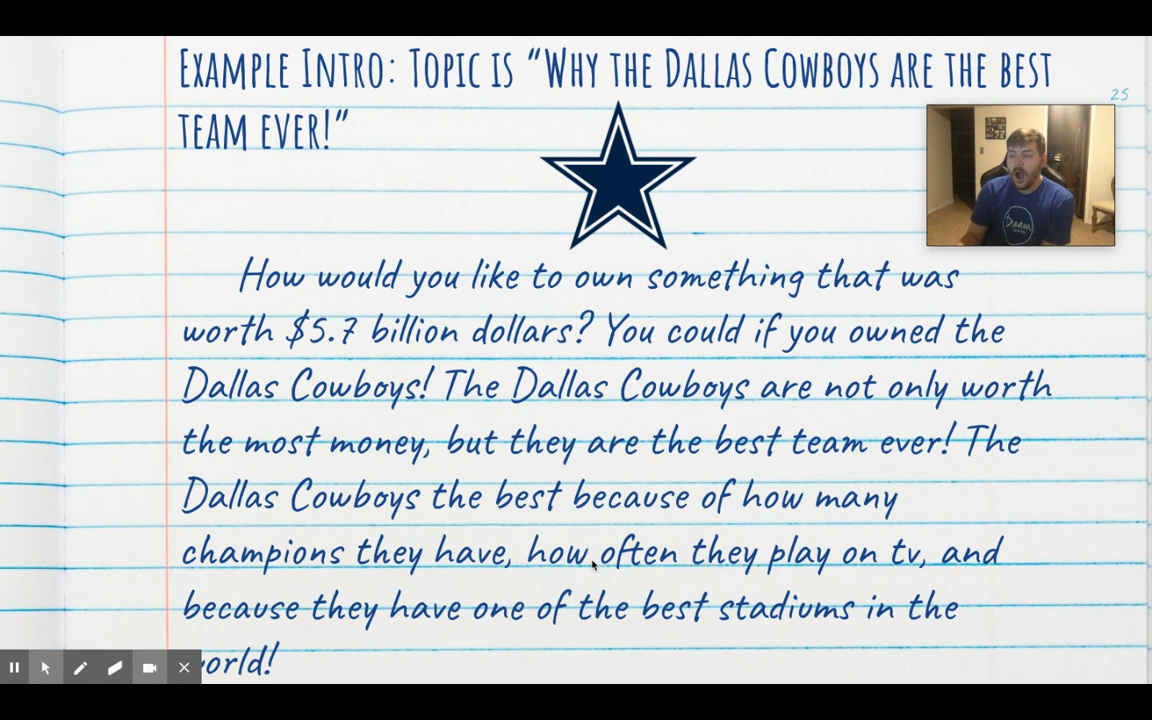 Example Intro: Topic is “Why the Dallas Cowboys are the best
team ever!”
25
Dream
How would you like to own something that was
worth $5.7 billion dollars? You could if you owned the
Dallas Cowboys! The Dallas Cowboys are not only worth
the most money, but they are the best team ever! The
Dallas Cowboys the best because of how many
champions they have, how often they play on tv, and
because they have one of the best stadiums in the
world!